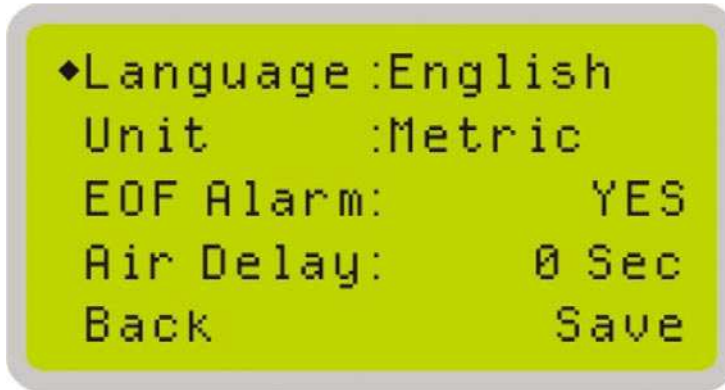 ◆Language:English
Unit :Metric
EOF Alarm: YES
Air Delay: 0 Sec
Back Save